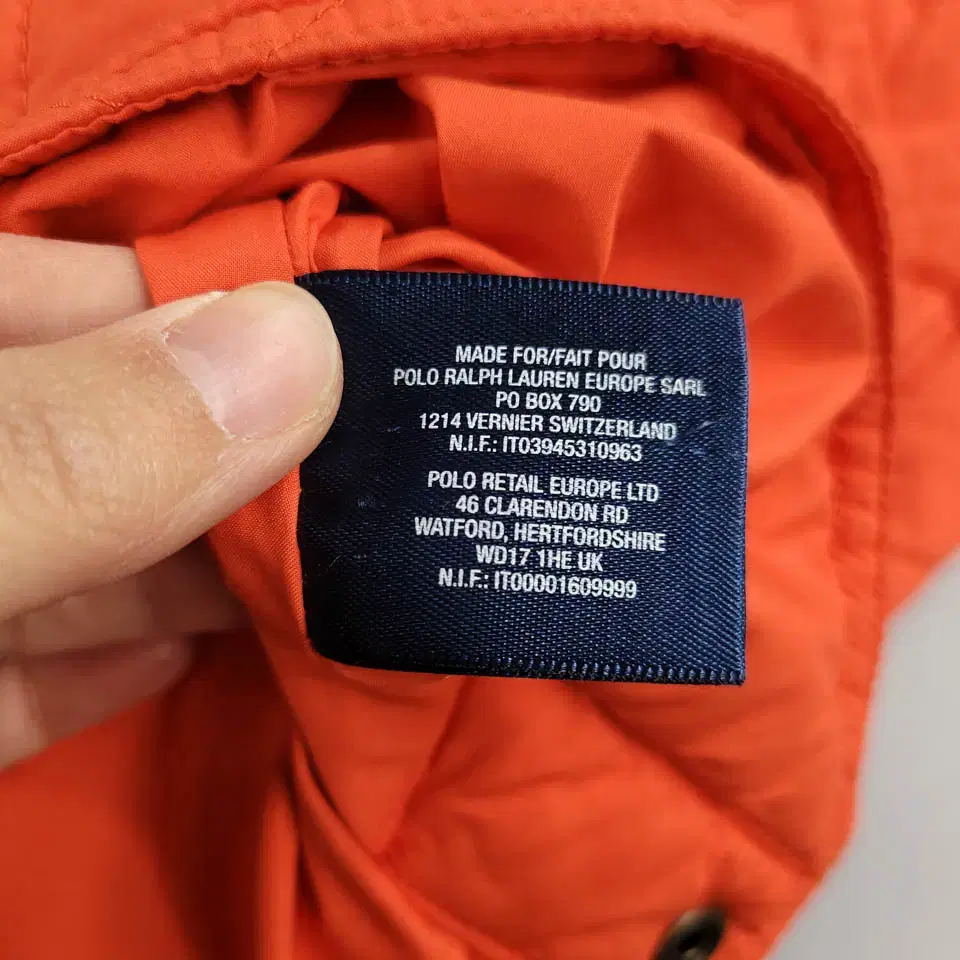 MADE FOR/FAIT POUR
POLO RALPH LAUREN EUROPE SARL
PO BOX 790
1214 VERNIER SWITZERLAND
N.I.F.: IT03945310963
POLO RETAIL EUROPE LTD
46 CLARENDON RD
WATFORD, HERTFORDSHIRE
WD17 1HE UK
N.I.F.: IT00001609999